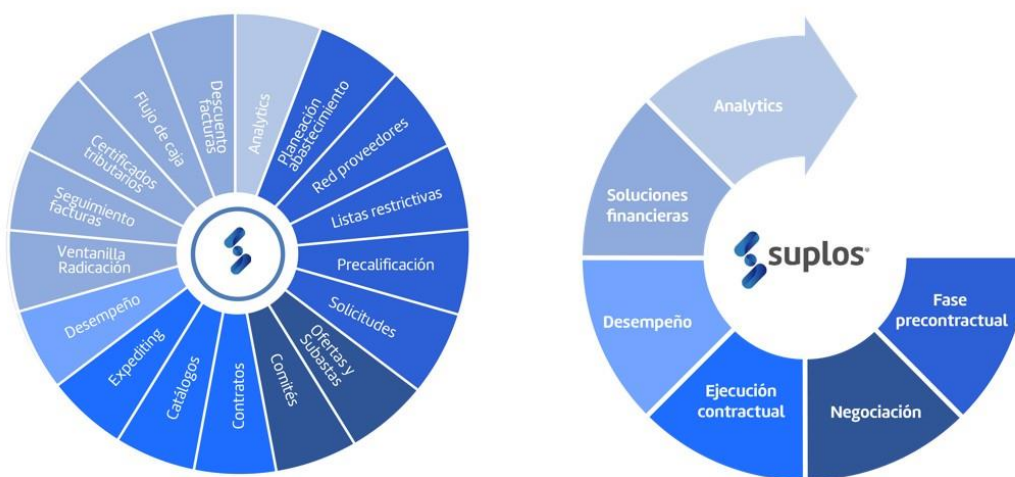 Analytics
Planeación
abastecimiento
Red proveedores
Listas restrictivas
Precalificación
Solicitudes
Ofertas y
Subastas
Comités
Contratos
Catálogos
Expediting
Desempeño
Ventanilla
Radicación
Seguimiento
facturas
Certificados
tributarios
Flujo de caja
Descuento
facturas
Analytics
Soluciones
financieras
Desempeño
Ejecución
contractual
Negociación
Fase
precontractual
suplos®